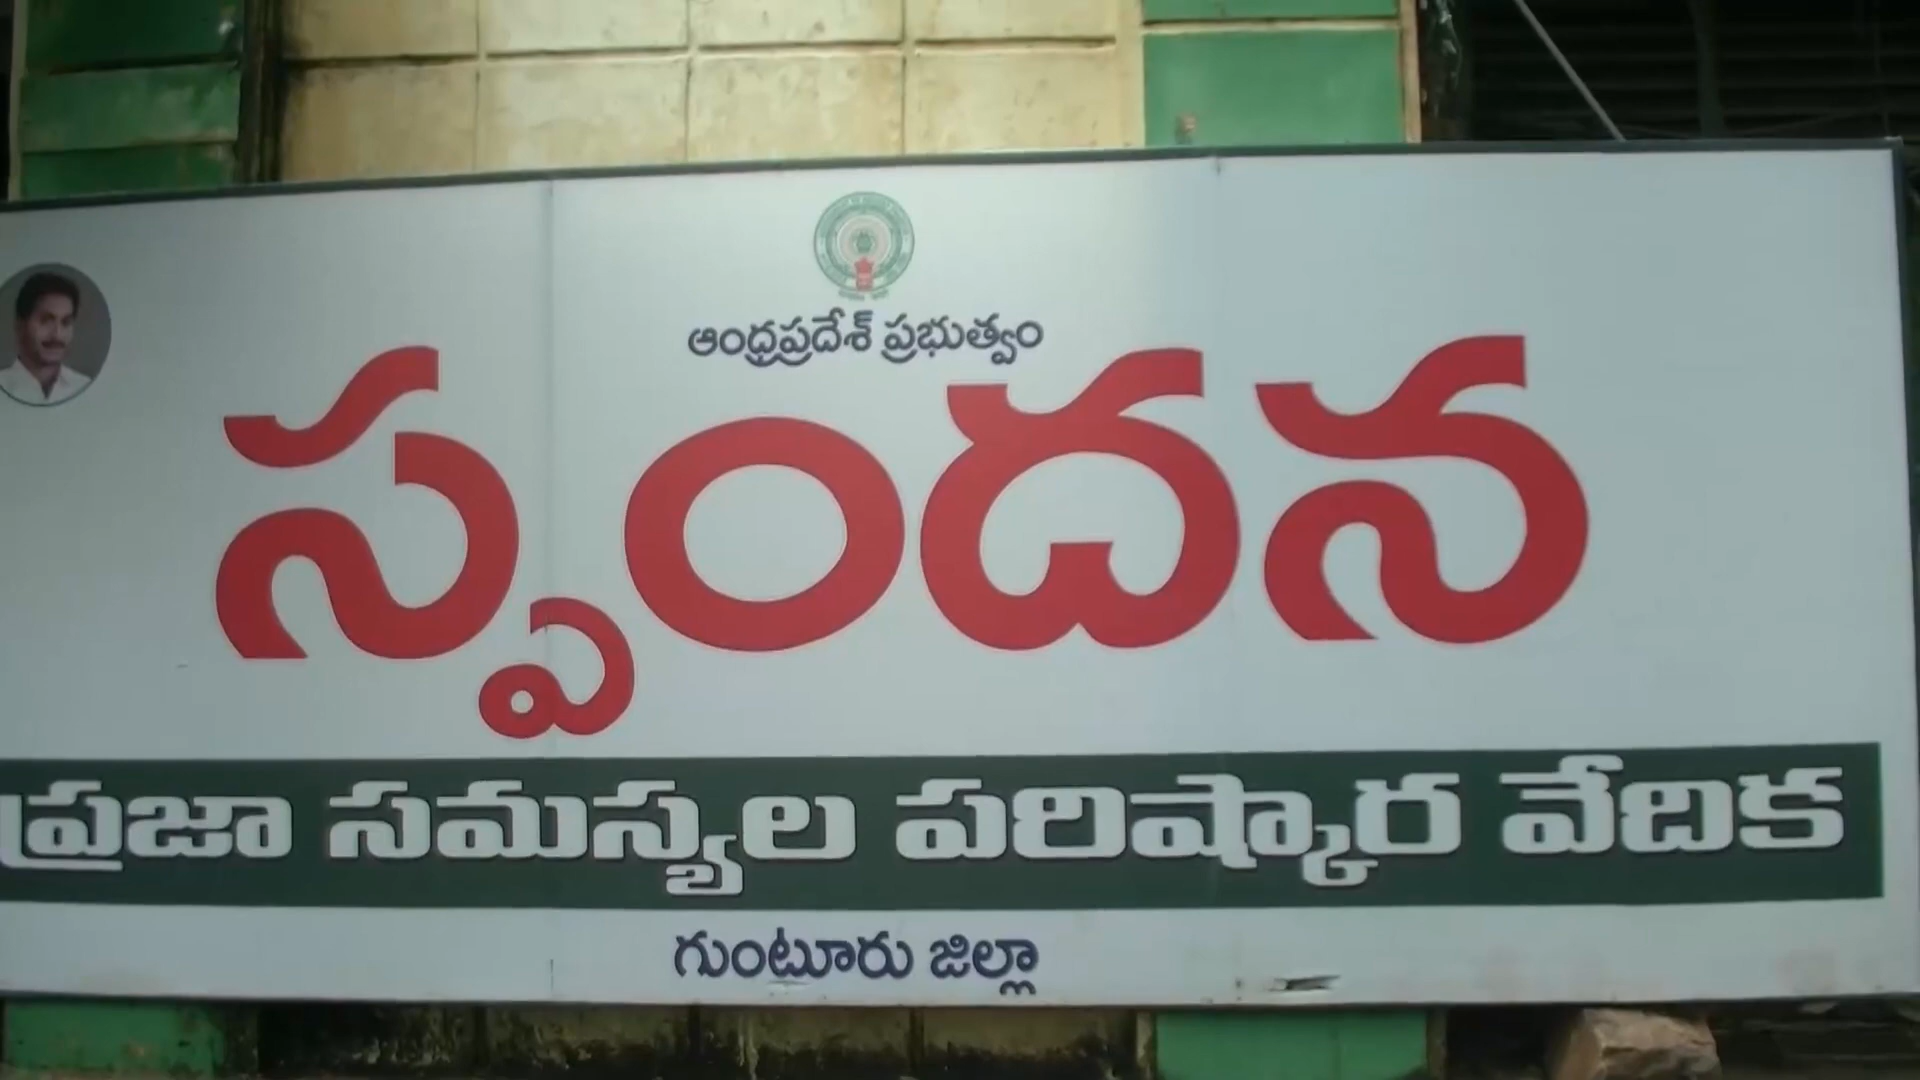 ఆంధ్రప్రదేశ్ ప్రభుత్వం
స్పందన
ప్రజా సమస్యల పరిష్కార వేదిక
గుంటూరు జిల్లా